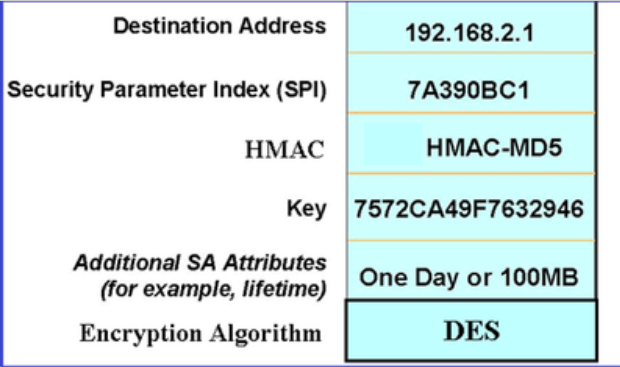 Destination Address 192.168.2.1
Security Parameter Index (SPI) 7A390BC1
HMAC HMAC-MD5
Key 7572CA49F7632946
Additional SA Attributes
(for example, lifetime) One Day or 100MB
Encryption Algorithm DES